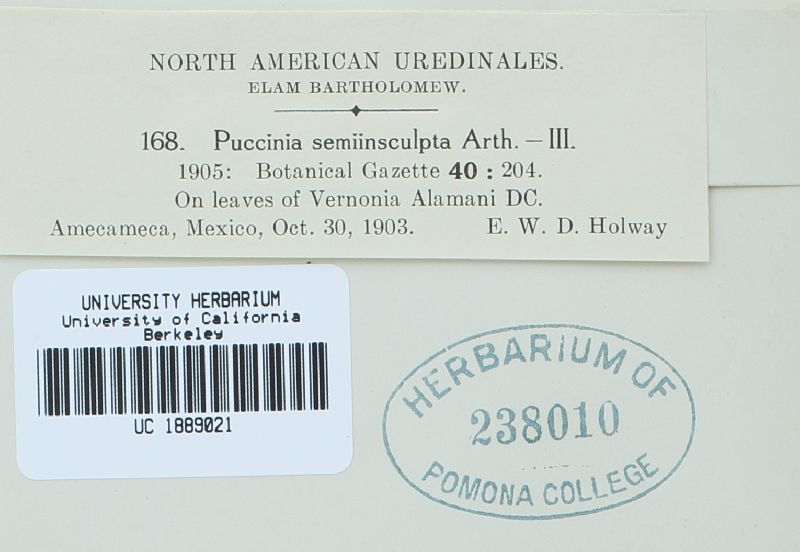 NORTH AMERICAN UREDINALES.
ELAM BARTHOLOMEW.
168. Puccinia semiinsculpta Arth. – III.
1905: Botanical Gazette 40 : 204.
On leaves of Vernonia Alamani DC.
Amecameca, Mexico, Oct. 30, 1903. E. W. D. Holway
UNIVERSITY HERBARIUM
University of California
Berkeley
UC 1889021
HERBARIUM OF
238010
POMONA COLLEGE